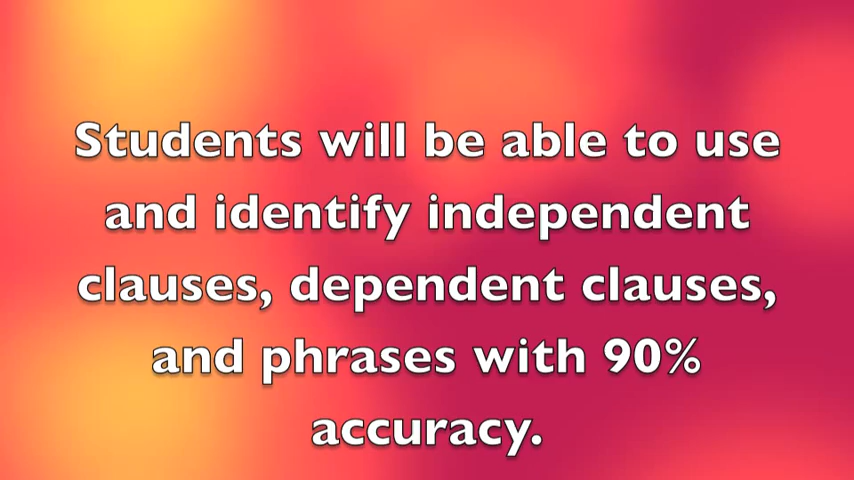 Students will be able to use
and identify independent
clauses, dependent clauses,
and phrases with 90%
accuracy.